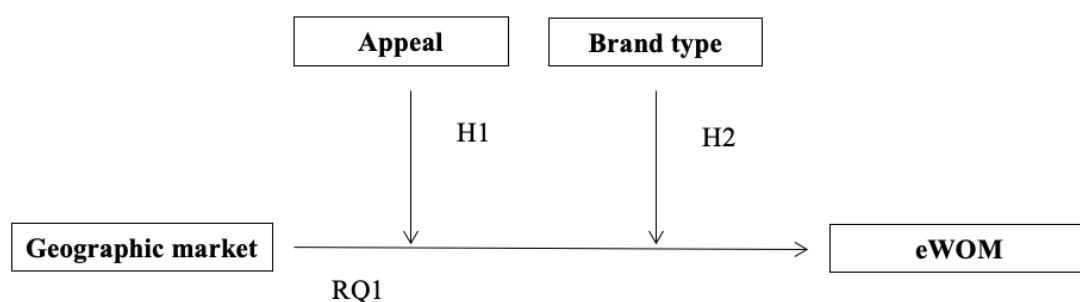 Appeal
Brand type
H1
H2
Geographic market
eWOM
RQ1